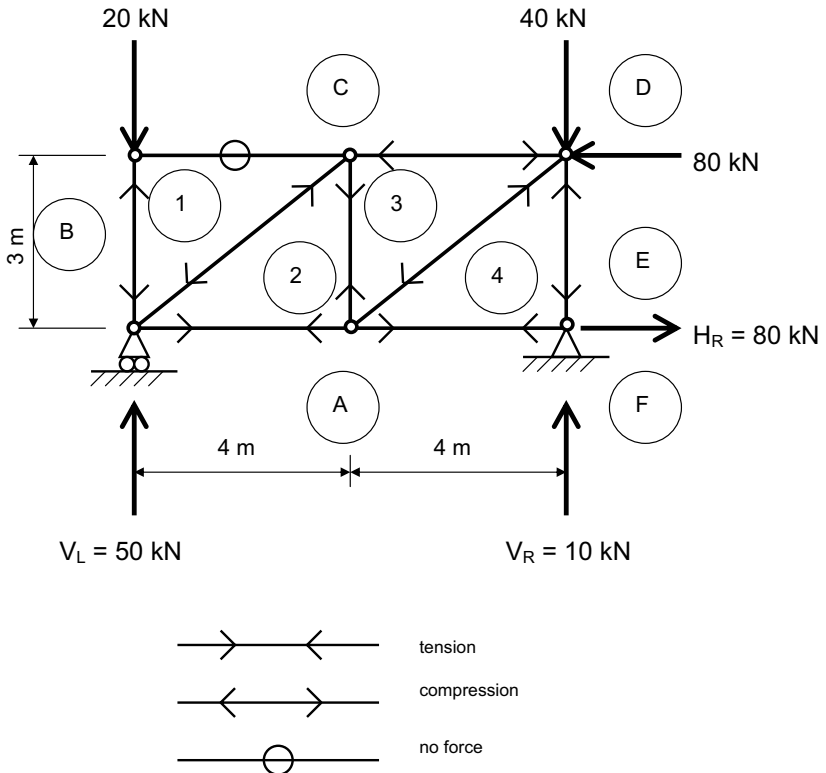 20 kN
40 kN
C
D
80 kN
1
3
B
3 m
2
4
E
H_R = 80 kN
A
F
4 m
4 m
V_L = 50 kN
V_R = 10 kN
tension
compression
no force